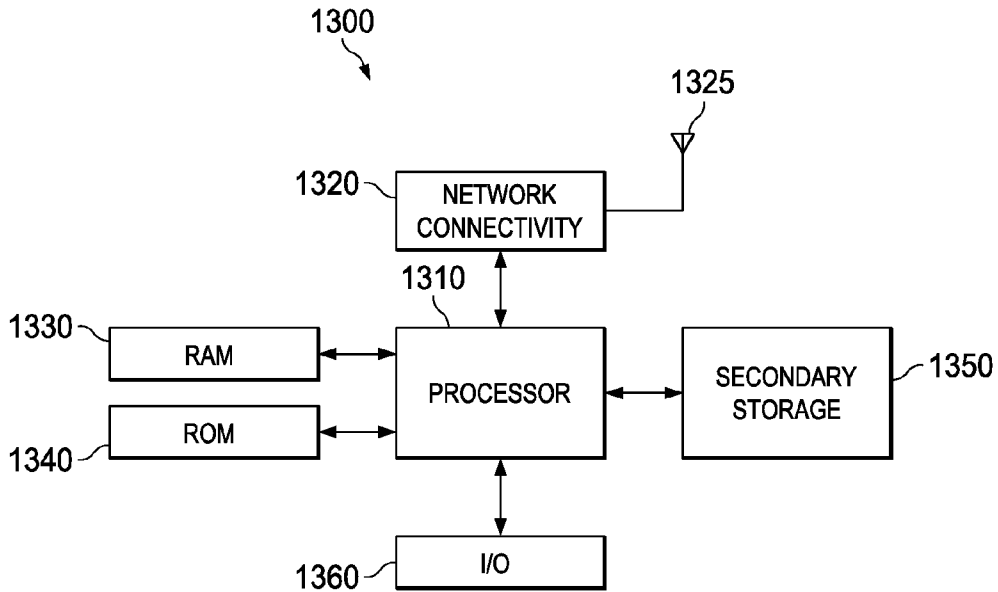 1300
1325
1320
NETWORK
CONNECTIVITY
1310
1330
RAM
PROCESSOR
SECONDARY
STORAGE
1350
ROM
1340
1360
I/O